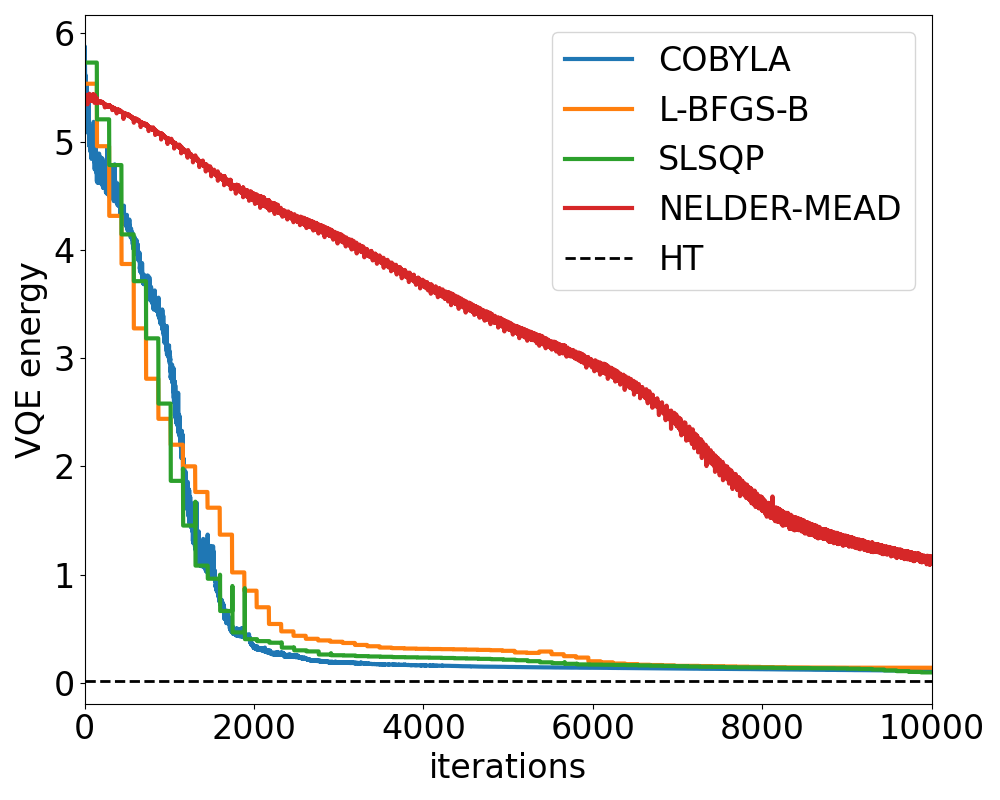 6
5
4
3
2
1
0
VQE energy
0
2000
4000
6000
8000
10000
iterations
COBYLA
L-BFGS-B
SLSQP
NELDER-MEAD
HT